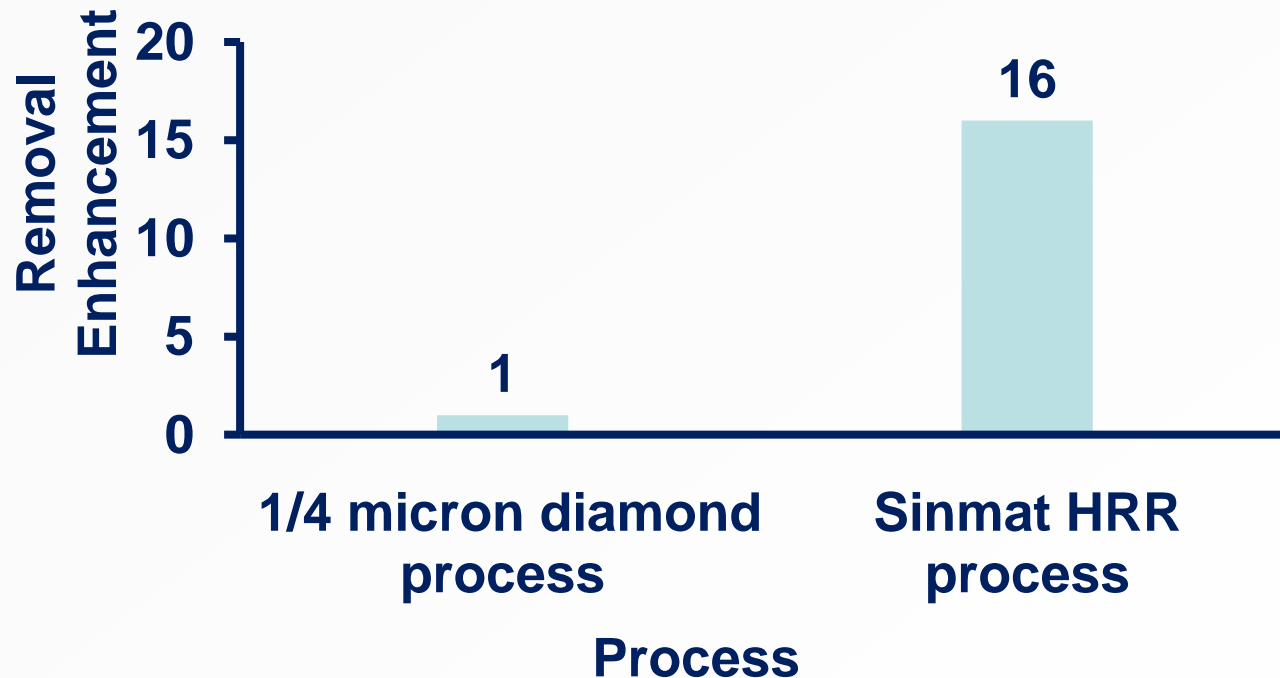 Removal
Enhancement
20
15
10
5
0
1
16
1/4 micron diamond
process
Sinmat HRR
process
Process